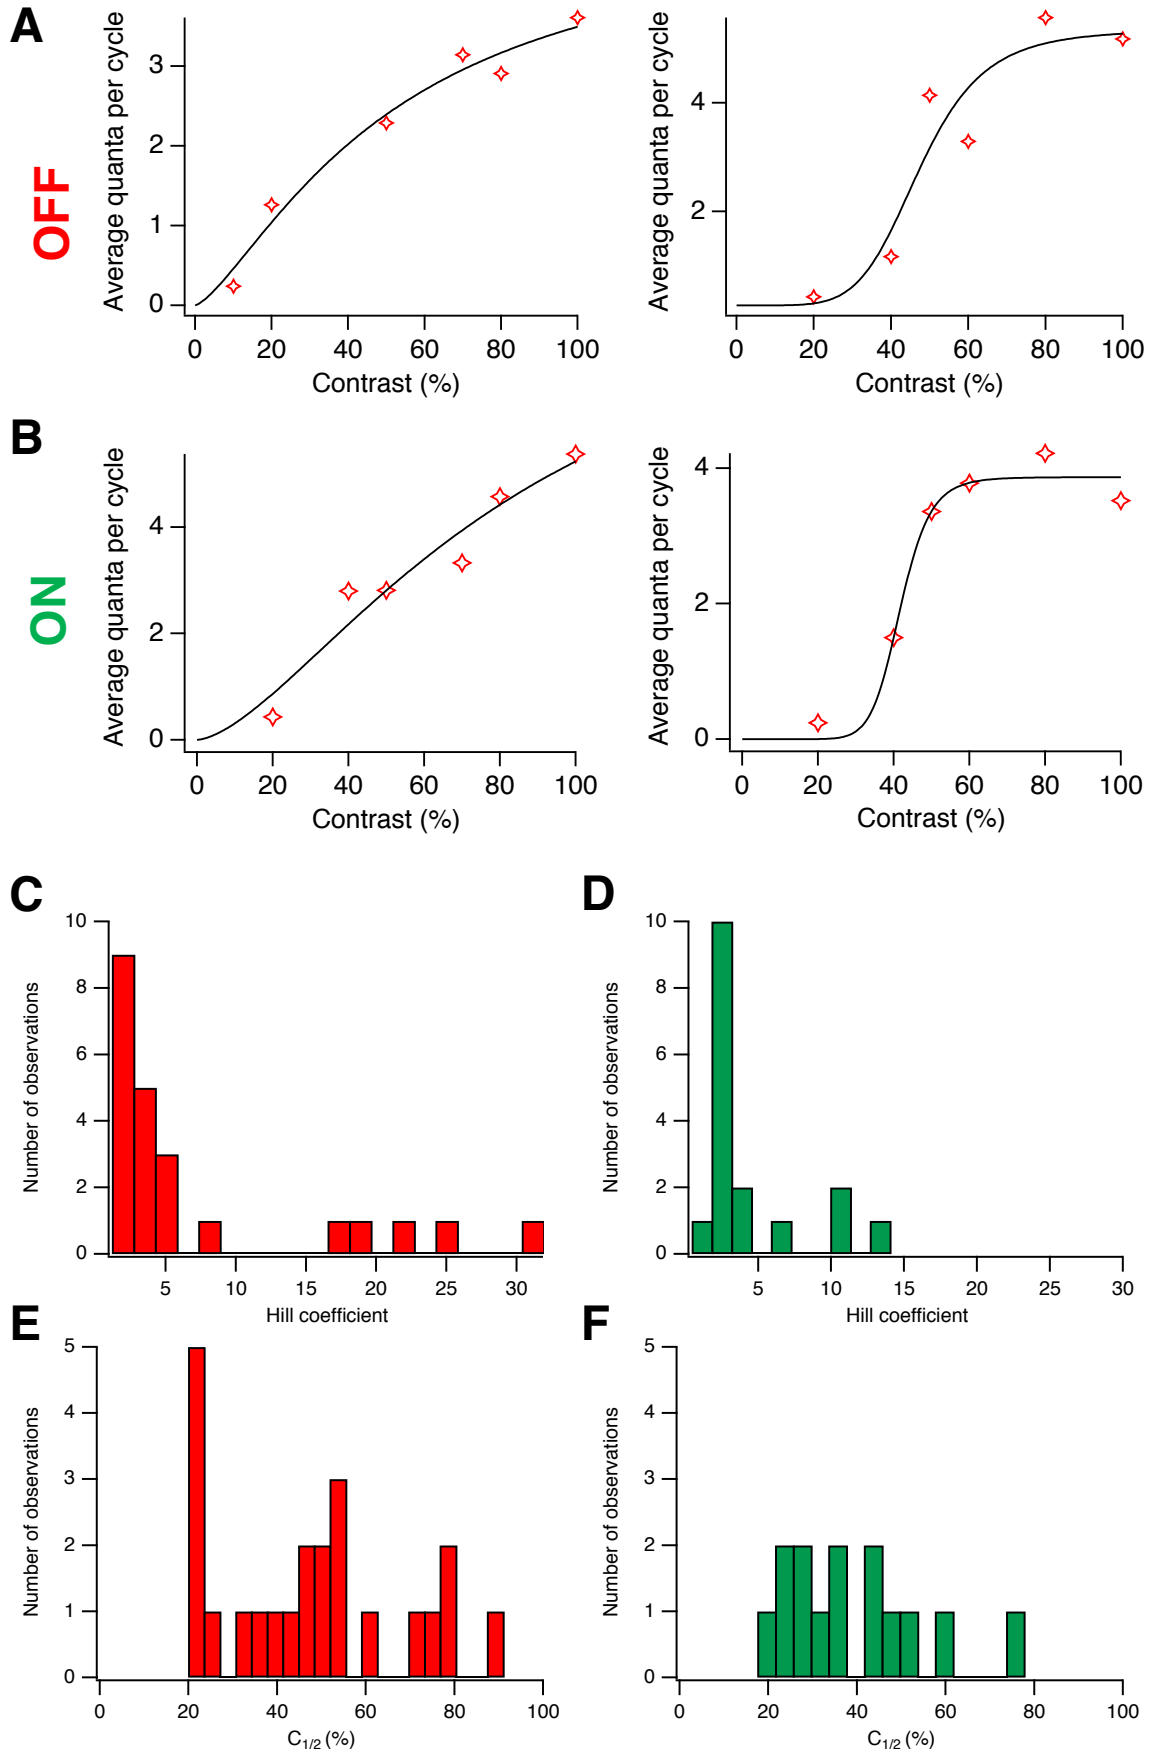 A
OFF
Average quanta per cycle
3
2
1
0
0 20 40 60 80 100
Contrast (%)
Average quanta per cycle
4
2
0 20 40 60 80 100
Contrast (%)
B
ON
Average quanta per cycle
4
2
0
0 20 40 60 80 100
Contrast (%)
Average quanta per cycle
4
2
0
0 20 40 60 80 100
Contrast (%)
C
Number of observations
10
8
6
4
2
0
5 10 15 20 25 30
Hill coefficient
D
Number of observations
10
8
6
4
2
0
5 10 15 20 25 30
Hill coefficient
E
Number of observations
5
4
3
2
1
0
0 20 40 60 80 100
C1/2 (%)
F
Number of observations
5
4
3
2
1
0
0 20 40 60 80 100
C1/2 (%)